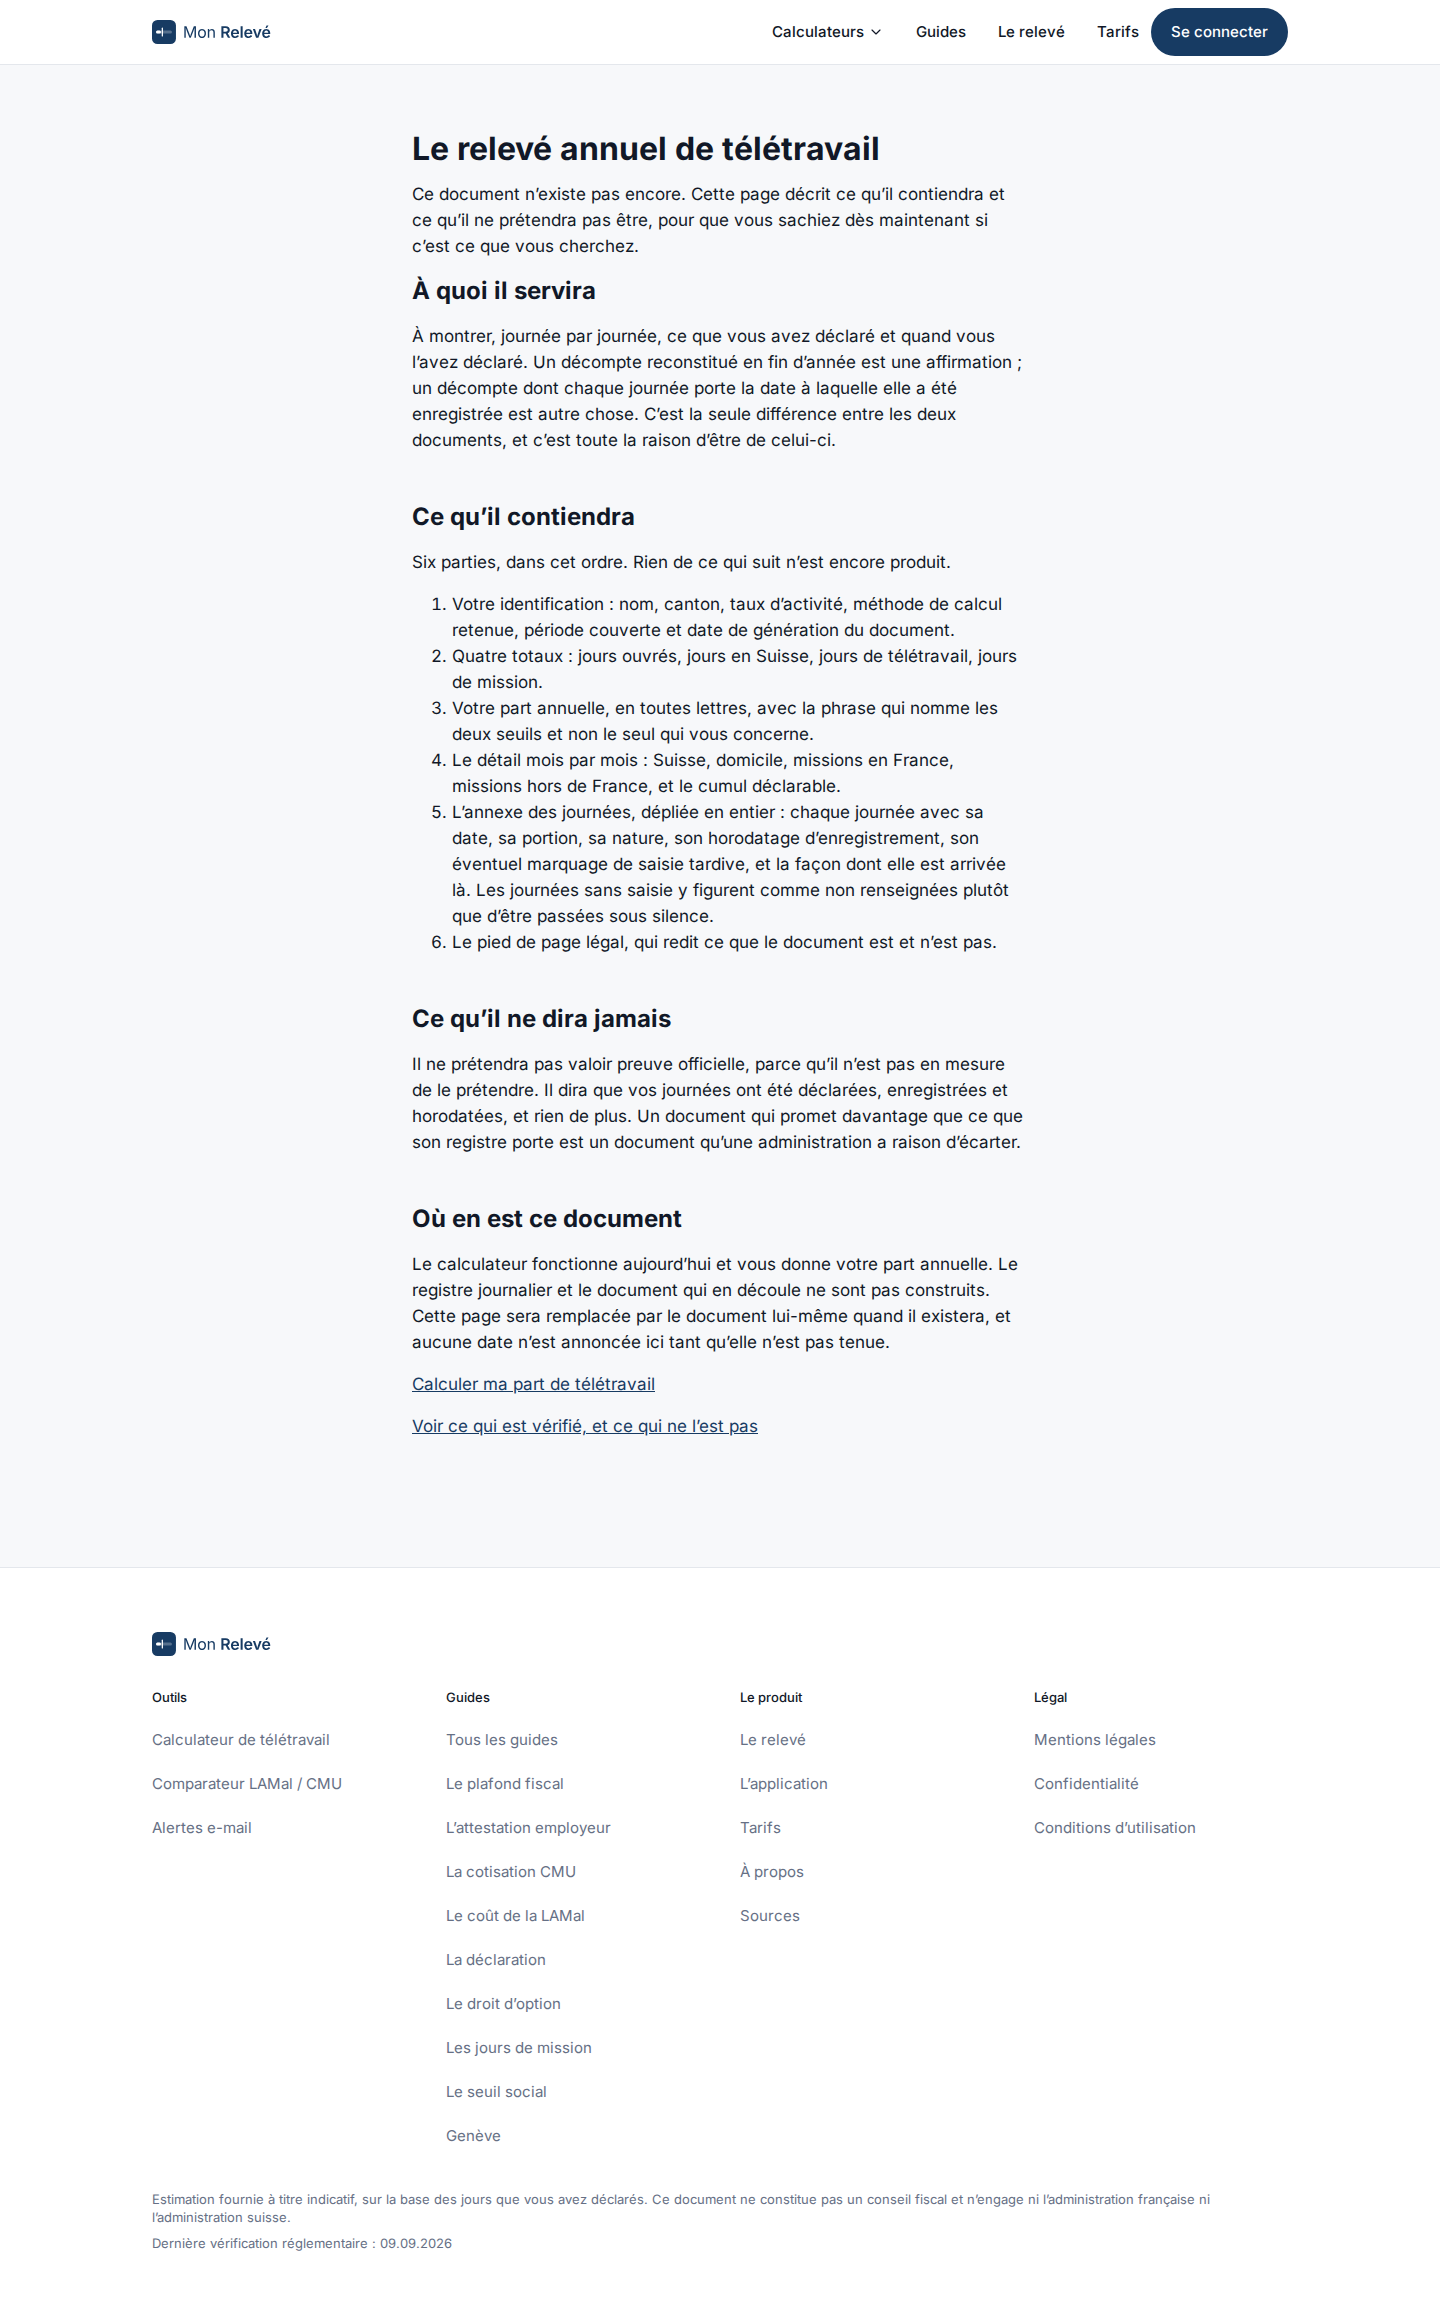 Mon Relevé
Calculateurs
Guides
Le relevé
Tarifs
Se connecter
Le relevé annuel de télétravail
Ce document n’existe pas encore. Cette page décrit ce qu’il contiendra et
ce qu’il ne prétendra pas être, pour que vous sachiez dès maintenant si
c’est ce que vous cherchez.
À quoi il servira
À montrer, journée par journée, ce que vous avez déclaré et quand vous
l’avez déclaré. Un décompte reconstitué en fin d’année est une affirmation ;
un décompte dont chaque journée porte la date à laquelle elle a été
enregistrée est autre chose. C’est la seule différence entre les deux
documents, et c’est toute la raison d’être de celui-ci.
Ce qu’il contiendra
Six parties, dans cet ordre. Rien de ce qui suit n’est encore produit.
1. Votre identification : nom, canton, taux d’activité, méthode de calcul
retenue, période couverte et date de génération du document.
2. Quatre totaux : jours ouvrés, jours en Suisse, jours de télétravail, jours
de mission.
3. Votre part annuelle, en toutes lettres, avec la phrase qui nomme les
deux seuils et non le seul qui vous concerne.
4. Le détail mois par mois : Suisse, domicile, missions en France,
missions hors de France, et le cumul déclarable.
5. L’annexe des journées, dépliée en entier : chaque journée avec sa
date, sa portion, sa nature, son horodatage d’enregistrement, son
éventuel marquage de saisie tardive, et la façon dont elle est arrivée
là. Les journées sans saisie y figurent comme non renseignées plutôt
que d’être passées sous silence.
6. Le pied de page légal, qui redit ce que le document est et n’est pas.
Ce qu’il ne dira jamais
Il ne prétendra pas valoir preuve officielle, parce qu’il n’est pas en mesure
de le prétendre. Il dira que vos journées ont été déclarées, enregistrées et
horodatées, et rien de plus. Un document qui promet davantage que ce que
son registre porte est un document qu’une administration a raison d’écarter.
Où en est ce document
Le calculateur fonctionne aujourd’hui et vous donne votre part annuelle. Le
registre journalier et le document qui en découle ne sont pas construits.
Cette page sera remplacée par le document lui-même quand il existera, et
aucune date n’est annoncée ici tant qu’elle n’est pas tenue.
Calculer ma part de télétravail
Voir ce qui est vérifié, et ce qui ne l’est pas
Mon Relevé
Outils
Calculateur de télétravail
Comparateur LAMal / CMU
Alertes e-mail
Guides
Tous les guides
Le plafond fiscal
L’attestation employeur
La cotisation CMU
Le coût de la LAMal
La déclaration
Le droit d’option
Les jours de mission
Le seuil social
Genève
Le produit
Le relevé
L’application
Tarifs
À propos
Sources
Légal
Mentions légales
Confidentialité
Conditions d’utilisation
Estimation fournie à titre indicatif, sur la base des jours que vous avez déclarés. Ce document ne constitue pas un conseil fiscal et n’engage ni l’administration française ni
l’administration suisse.
Dernière vérification réglementaire : 09.09.2026